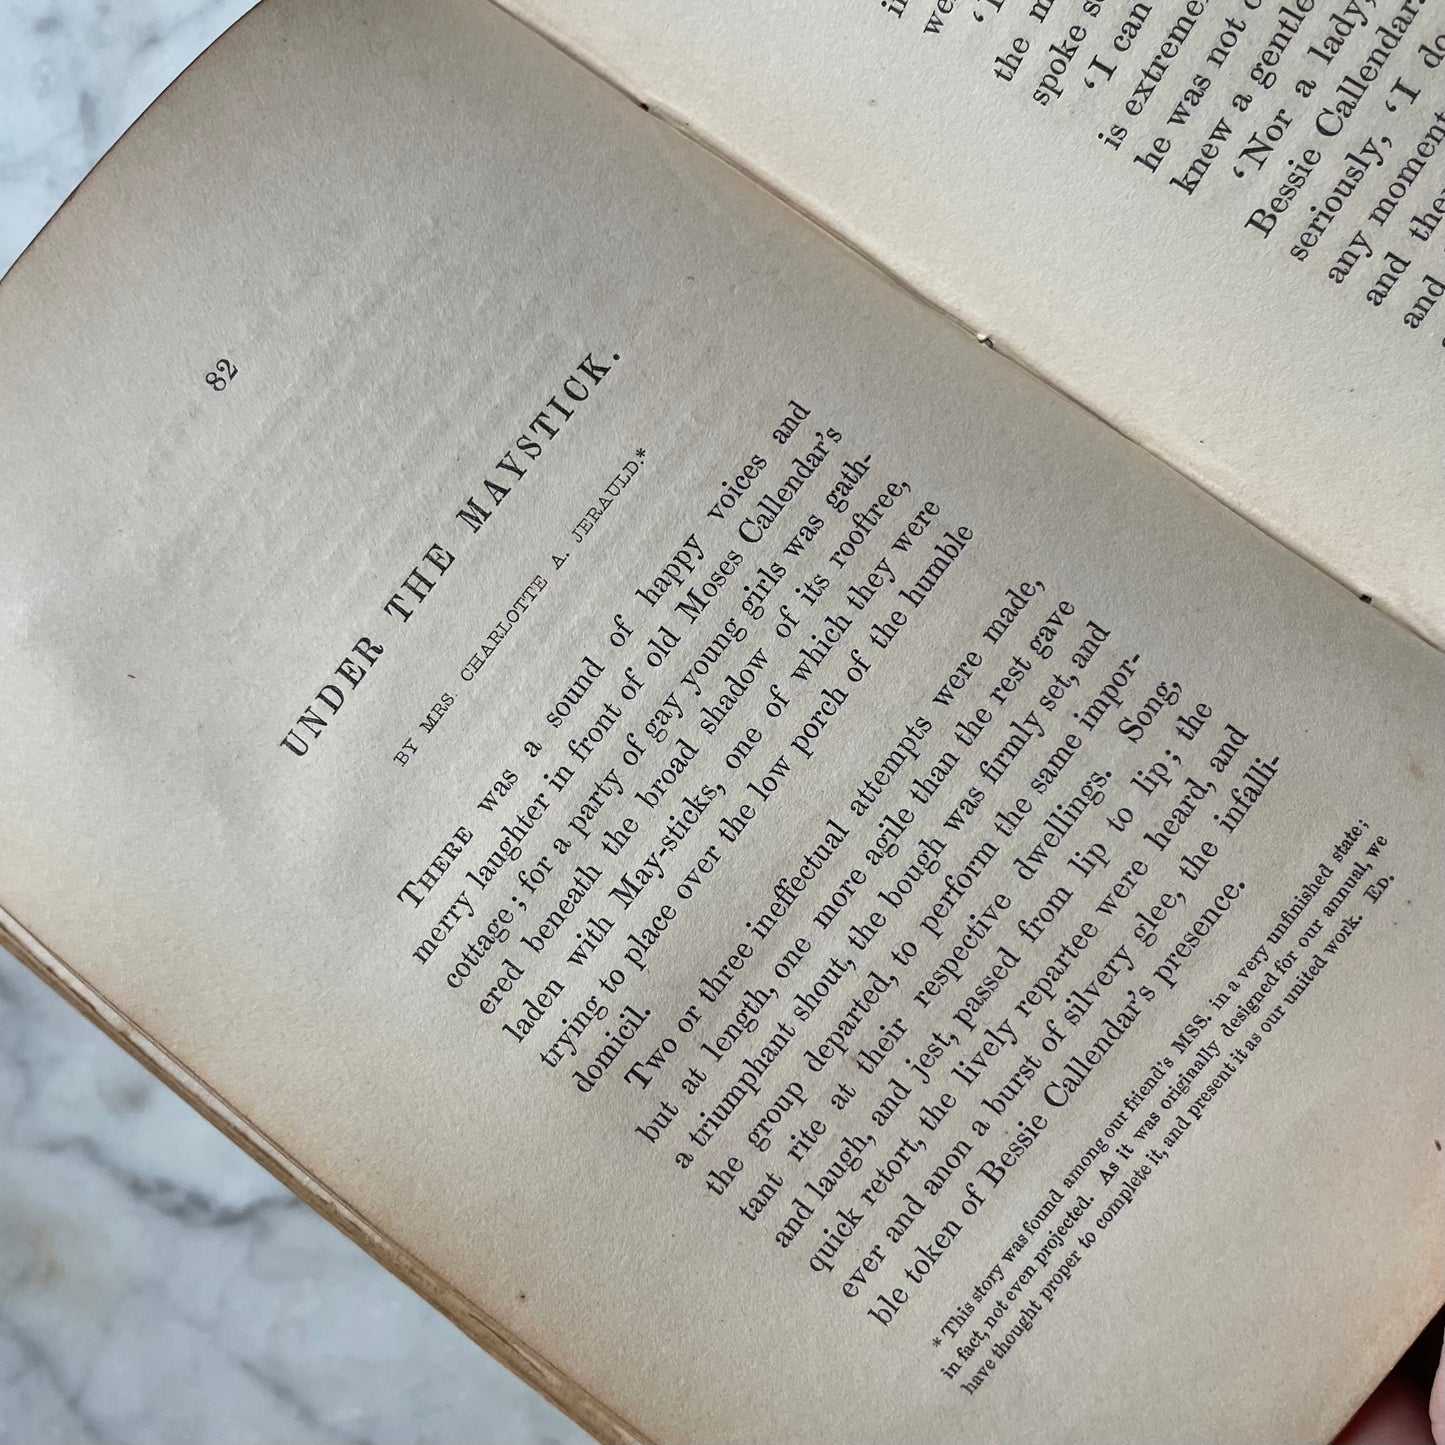 82
UNDER THE MAYSTICK.
BY MRS. CHARLOTTE A. JERAULD.*
THERE was a sound of happy voices and
merry laughter in front of old Moses Callendar's
cottage; for a party of gay young girls was gath-
ered beneath the broad shadow of its rooftree,
laden with May-sticks, one of which they were
trying to place over the low porch of the humble
domicil.
Two or three ineffectual attempts were made,
but at length, one more agile than the rest gave
a triumphant shout, the bough was firmly set, and
the group departed, to perform the same impor-
tant rite at their respective dwellings. Song,
and laugh, and jest, passed from lip to lip; the
quick retort, the lively repartee were heard, and
ever and anon a burst of silvery glee, the infalli-
ble token of Bessie Callendar's presence.
* This story was found among our friend's MSS. in a very unfinished state;
in fact, not even projected. As it was originally designed for our annual, we
have thought proper to complete it, and present it as our united work. ED.
the m
spoke
'I can
is extreme
he was not
knew a gentle
'Nor a lady,
Bessie Callendar.
seriously, 'I do
any moment
and the
and